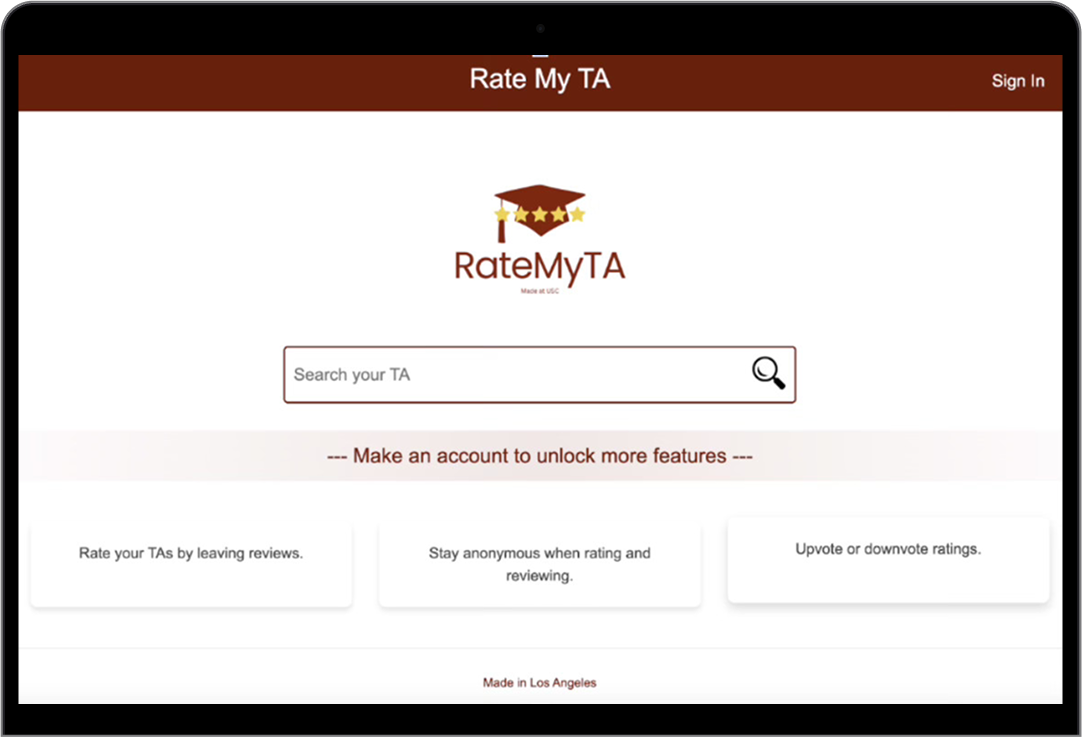 Rate My TA
Sign In
RateMyTA
Made at USC
Search your TA
--- Make an account to unlock more features ---
Rate your TAs by leaving reviews.
Stay anonymous when rating and
reviewing.
Upvote or downvote ratings.
Made in Los Angeles